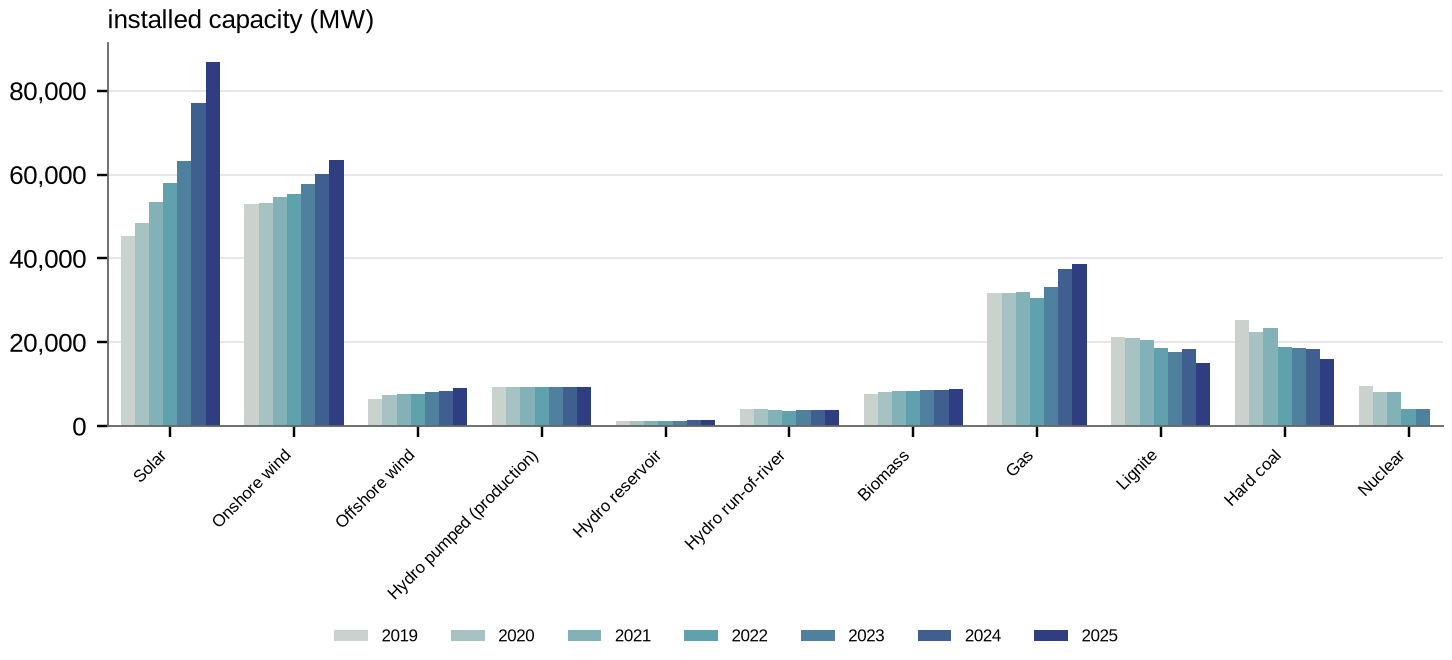 installed capacity (MW)
80,000
60,000
40,000
20,000
0
Solar
Onshore wind
Offshore wind
Hydro pumped (production)
Hydro reservoir
Hydro run-of-river
Biomass
Gas
Lignite
Hard coal
Nuclear
2019 2020 2021 2022 2023 2024 2025